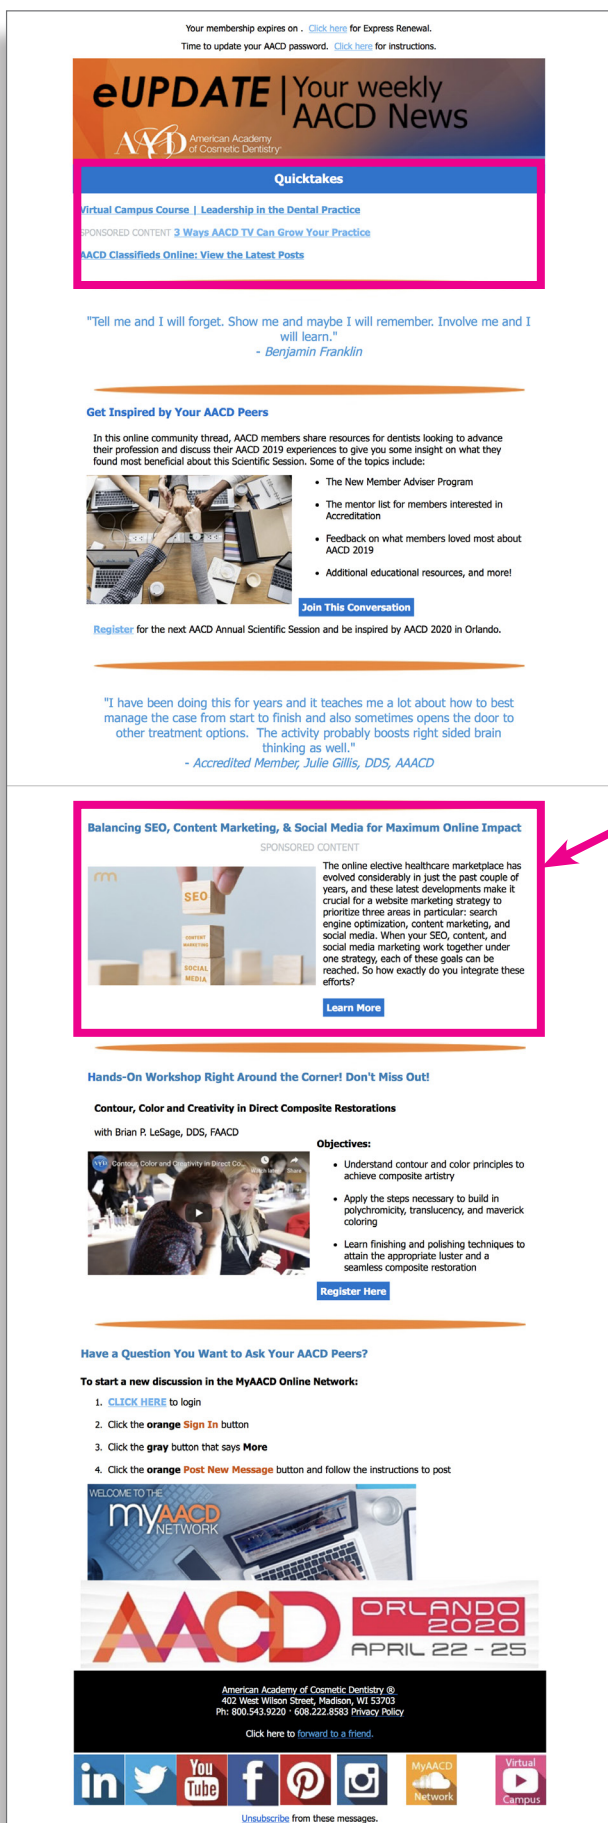 Your membership expires on . Click here for Express Renewal.
Time to update your AACD password. Click here for instructions.
eUPDATE | Your weekly
AACD News
AACD American Academy
of Cosmetic Dentistry
Quicktakes
Virtual Campus Course | Leadership in the Dental Practice
SPONSORED CONTENT 3 Ways AACD TV Can Grow Your Practice
AACD Classifieds Online: View the Latest Posts
"Tell me and I will forget. Show me and maybe I will remember. Involve me and I
will learn."
- Benjamin Franklin
Get Inspired by Your AACD Peers
In this online community thread, AACD members share resources for dentists looking to advance
their profession and discuss their AACD 2019 experiences to give you some insight on what they
found most beneficial about this Scientific Session. Some of the topics include:
• The New Member Adviser Program
• The mentor list for members interested in
Accreditation
• Feedback on what members loved most about
AACD 2019
• Additional educational resources, and more!
Join This Conversation
Register for the next AACD Annual Scientific Session and be inspired by AACD 2020 in Orlando.
"I have been doing this for years and it teaches me a lot about how to best
manage the case from start to finish and also sometimes opens the door to
other treatment options. The activity probably boosts right sided brain
thinking as well."
- Accredited Member, Julie Gillis, DDS, AAACD
Balancing SEO, Content Marketing, & Social Media for Maximum Online Impact
SPONSORED CONTENT
rm
SEO
CONTENT
MARKETING
SOCIAL
MEDIA
The online elective healthcare marketplace has
evolved considerably in just the past couple of
years, and these latest developments make it
crucial for a website marketing strategy to
prioritize three areas in particular: search
engine optimization, content marketing, and
social media. When your SEO, content, and
social media marketing work together under
one strategy, each of these goals can be
reached. So how exactly do you integrate these
efforts?
Learn More
Hands-On Workshop Right Around the Corner! Don't Miss Out!
Contour, Color and Creativity in Direct Composite Restorations
with Brian P. LeSage, DDS, FAACD
Contour, Color and Creativity in Direct Co...
Watch later Share
Objectives:
• Understand contour and color principles to
achieve composite artistry
• Apply the steps necessary to build in
polychromicity, translucency, and maverick
coloring
• Learn finishing and polishing techniques to
attain the appropriate luster and a
seamless composite restoration
Register Here
Have a Question You Want to Ask Your AACD Peers?
To start a new discussion in the MyAACD Online Network:
1. CLICK HERE to login
2. Click the orange Sign In button
3. Click the gray button that says More
4. Click the orange Post New Message button and follow the instructions to post
WELCOME TO THE
myAACD
NETWORK
AACD
ORLANDO
2020
APRIL 22 - 25
American Academy of Cosmetic Dentistry ®
402 West Wilson Street, Madison, WI 53703
Ph: 800.543.9220 · 608.222.8583 Privacy Policy
Click here to forward to a friend.
in
You
Tube
f
MyAACD
Network
Virtual
Campus
Unsubscribe from these messages.